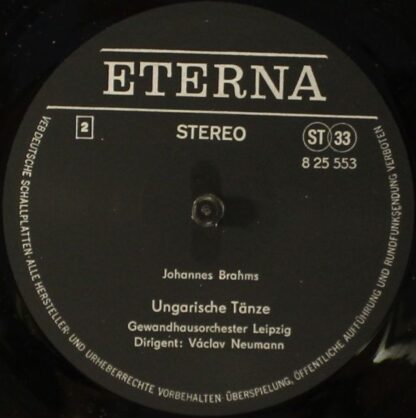 ETERNA
2
STEREO
ST 33
8 25 553
Johannes Brahms
Ungarische Tänze
Gewandhausorchester Leipzig
Dirigent: Václav Neumann
VEB DEUTSCHE SCHALLPLATTEN · ALLE HERSTELLER- UND URHEBERRECHTE VORBEHALTEN · ÜBERSPIELUNG, ÖFFENTLICHE AUFFÜHRUNG UND RUNDFUNKSENDUNG VERBOTEN